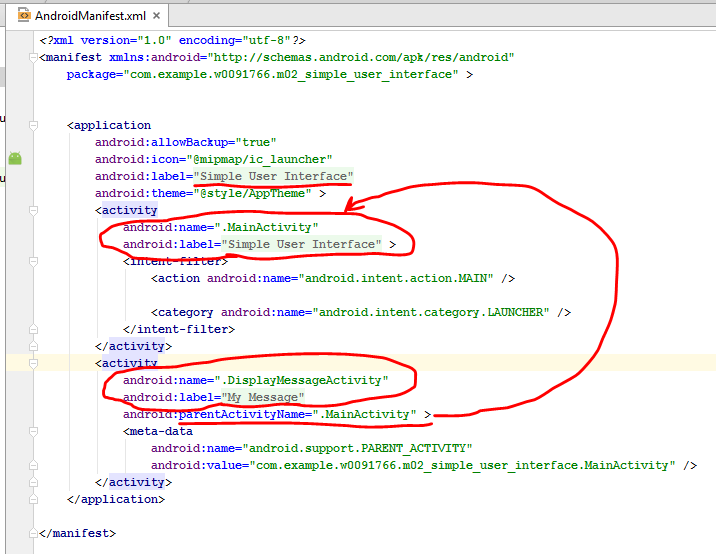 AndroidManifest.xml ×
<?xml version="1.0" encoding="utf-8"?>
<manifest xmlns:android="http://schemas.android.com/apk/res/android"
    package="com.example.w0091766.m02_simple_user_interface" >
    <application
        android:allowBackup="true"
        android:icon="@mipmap/ic_launcher"
        android:label="Simple User Interface"
        android:theme="@style/AppTheme" >
        <activity
            android:name=".MainActivity"
            android:label="Simple User Interface" >
            <intent-filter>
                <action android:name="android.intent.action.MAIN" />
                <category android:name="android.intent.category.LAUNCHER" />
            </intent-filter>
        </activity>
        <activity
            android:name=".DisplayMessageActivity"
            android:label="My Message"
            android:parentActivityName=".MainActivity" >
            <meta-data
                android:name="android.support.PARENT_ACTIVITY"
                android:value="com.example.w0091766.m02_simple_user_interface.MainActivity" />
        </activity>
    </application>
</manifest>